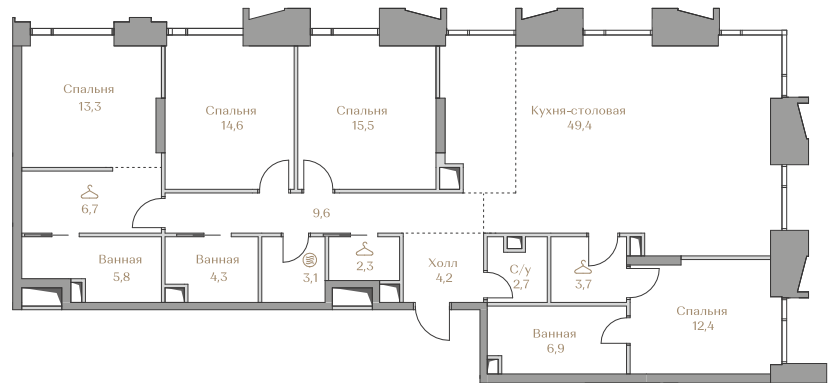 Спальня
13,3
Спальня
14,6
Спальня
15,5
Кухня-столовая
49,4
6,7
9,6
Ванная
5,8
Ванная
4,3
3,1
2,3
Холл
4,2
С/у
2,7
3,7
Спальня
12,4
Ванная
6,9